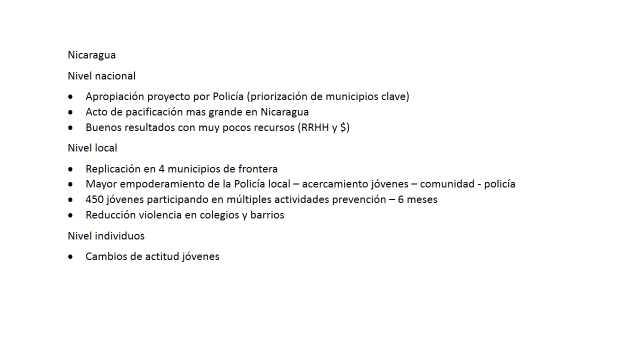 Nicaragua
Nivel nacional
• Apropiación proyecto por Policía (priorización de municipios clave)
• Acto de pacificación mas grande en Nicaragua
• Buenos resultados con muy pocos recursos (RRHH y $)
Nivel local
• Replicación en 4 municipios de frontera
• Mayor empoderamiento de la Policía local – acercamiento jóvenes – comunidad - policía
• 450 jóvenes participando en múltiples actividades prevención – 6 meses
• Reducción violencia en colegios y barrios
Nivel individuos
• Cambios de actitud jóvenes